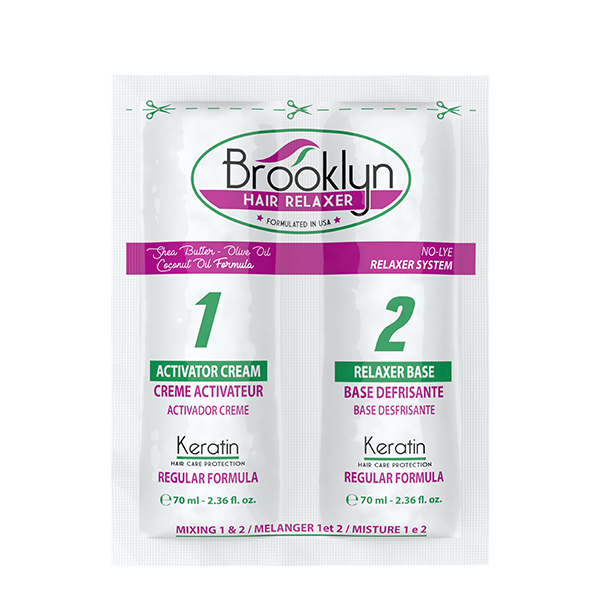 Brooklyn
HAIR RELAXER
★ FORMULATED IN USA ★
Shea Butter - Olive Oil
Coconut Oil Formula
NO-LYE
RELAXER SYSTEM
1
ACTIVATOR CREAM
CREME ACTIVATEUR
ACTIVADOR CREME
Keratin
HAIR CARE PROTECTION
REGULAR FORMULA
℮70 ml - 2.36 fl. oz.
2
RELAXER BASE
BASE DEFRISANTE
BASE DESFRISANTE
Keratin
HAIR CARE PROTECTION
REGULAR FORMULA
℮70 ml - 2.36 fl. oz.
MIXING 1 & 2 / MELANGER 1et 2 / MISTURE 1 e 2